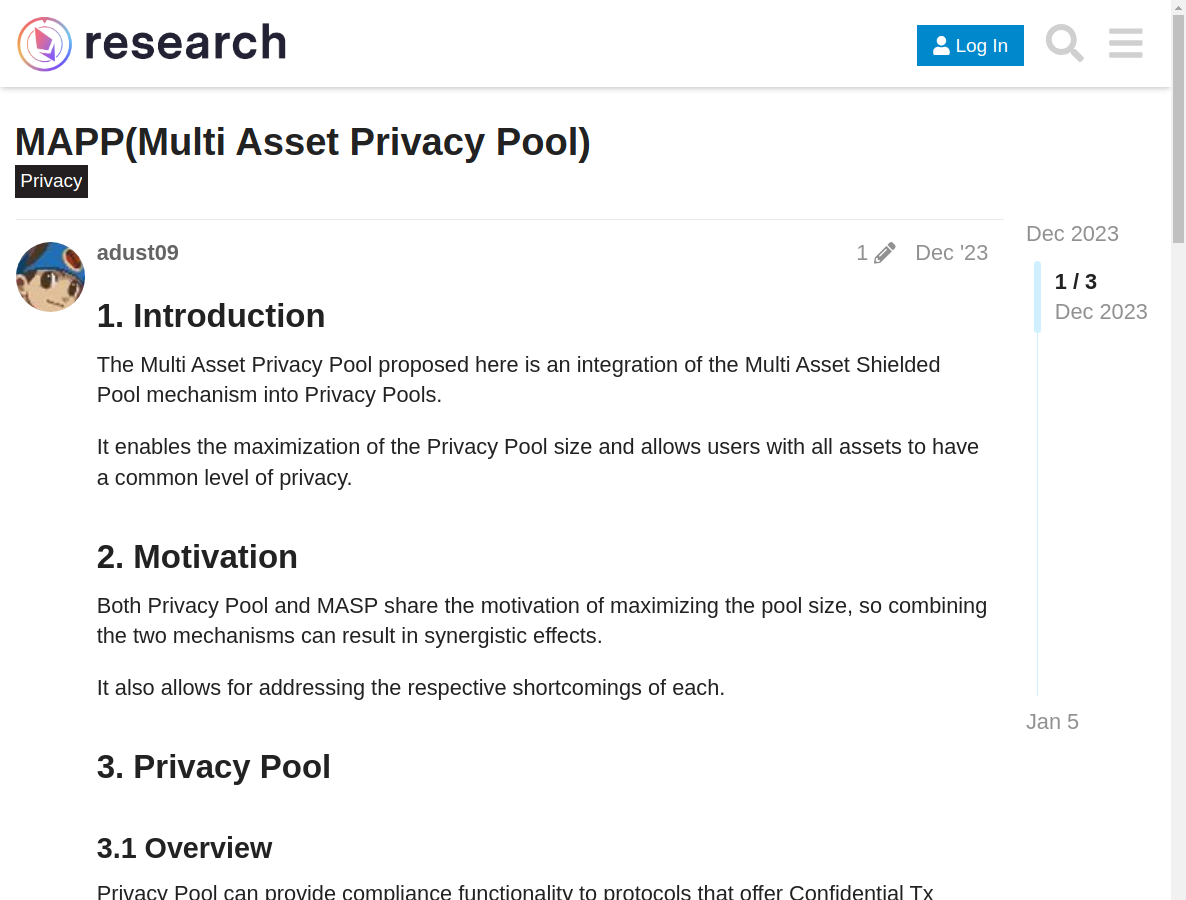 research
Log In
MAPP(Multi Asset Privacy Pool)
Privacy
adust09
1
Dec '23
Dec 2023
1 / 3
Dec 2023
1. Introduction
The Multi Asset Privacy Pool proposed here is an integration of the Multi Asset Shielded
Pool mechanism into Privacy Pools.
It enables the maximization of the Privacy Pool size and allows users with all assets to have
a common level of privacy.
2. Motivation
Both Privacy Pool and MASP share the motivation of maximizing the pool size, so combining
the two mechanisms can result in synergistic effects.
It also allows for addressing the respective shortcomings of each.
Jan 5
3. Privacy Pool
3.1 Overview
Privacy Pool can provide compliance functionality to protocols that offer Confidential Tx